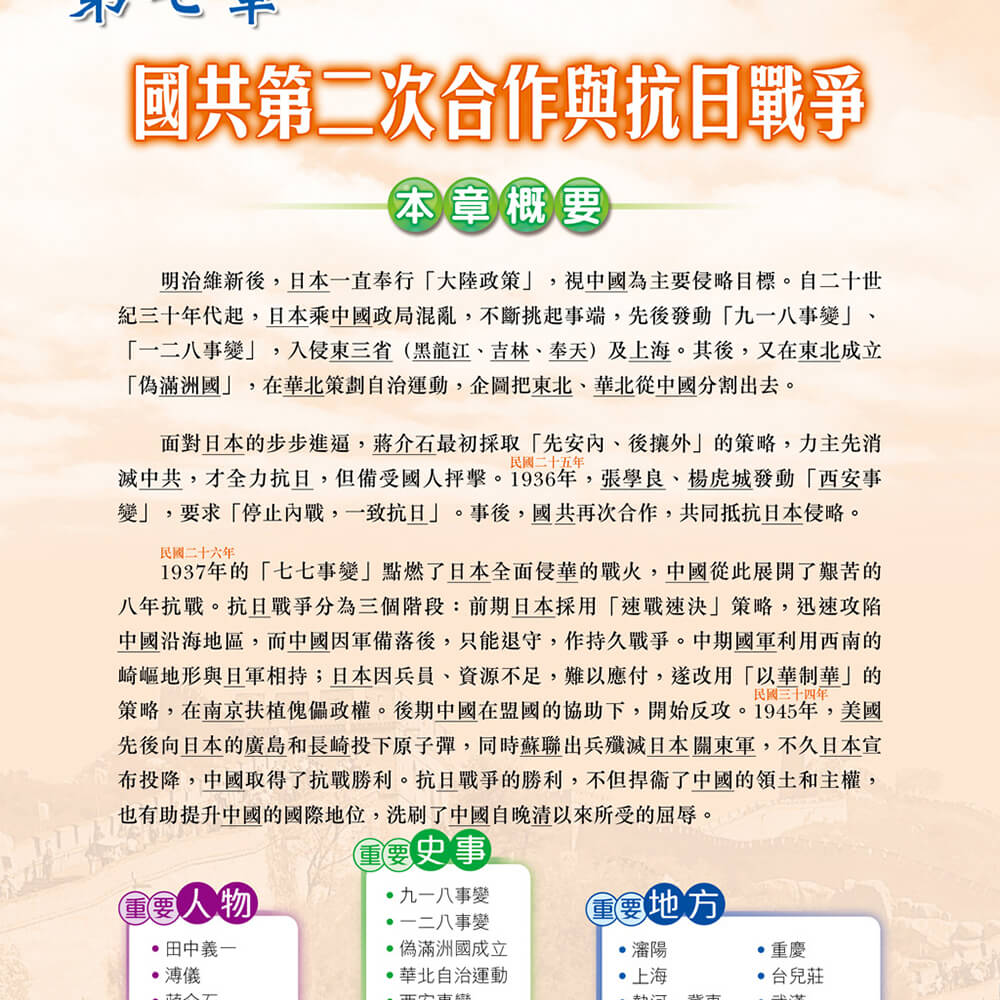 第七章
國共第二次合作與抗日戰爭
本章概要
明治維新後，日本一直奉行「大陸政策」，視中國為主要侵略目標。自二十世
紀三十年代起，日本乘中國政局混亂，不斷挑起事端，先後發動「九一八事變」、
「一二八事變」，入侵東三省（黑龍江、吉林、奉天）及上海。其後，又在東北成立
「偽滿洲國」，在華北策劃自治運動，企圖把東北、華北從中國分割出去。
面對日本的步步進逼，蔣介石最初採取「先安內、後攘外」的策略，力主先消
民國二十五年
滅中共，才全力抗日，但備受國人抨擊。1936年，張學良、楊虎城發動「西安事
變」，要求「停止內戰，一致抗日」。事後，國共再次合作，共同抵抗日本侵略。
民國二十六年
1937年的「七七事變」點燃了日本全面侵華的戰火，中國從此展開了艱苦的
八年抗戰。抗日戰爭分為三個階段：前期日本採用「速戰速決」策略，迅速攻陷
中國沿海地區，而中國因軍備落後，只能退守，作持久戰爭。中期國軍利用西南的
崎嶇地形與日軍相持；日本因兵員、資源不足，難以應付，遂改用「以華制華」的
民國三十四年
策略，在南京扶植傀儡政權。後期中國在盟國的協助下，開始反攻。1945年，美國
先後向日本的廣島和長崎投下原子彈，同時蘇聯出兵殲滅日本關東軍，不久日本宣
布投降，中國取得了抗戰勝利。抗日戰爭的勝利，不但捍衞了中國的領土和主權，
也有助提升中國的國際地位，洗刷了中國自晚清以來所受的屈辱。
重要人物
• 田中義一
• 溥儀
• 蔣介石
重要史事
• 九一八事變
• 一二八事變
• 偽滿洲國成立
• 華北自治運動
• 西安事變
重要地方
• 瀋陽
• 上海
• 重慶
• 台兒莊
• 武漢